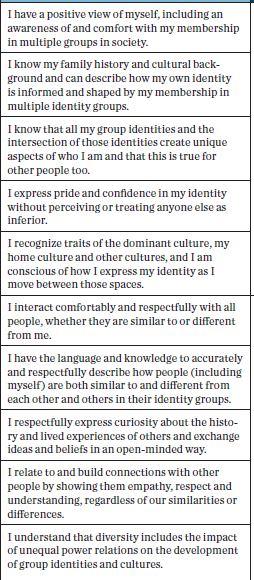 I have a positive view of myself, including an
awareness of and comfort with my membership
in multiple groups in society.
I know my family history and cultural back-
ground and can describe how my own identity
is informed and shaped by my membership in
multiple identity groups.
I know that all my group identities and the
intersection of those identities create unique
aspects of who I am and that this is true for
other people too.
I express pride and confidence in my identity
without perceiving or treating anyone else as
inferior.
I recognize traits of the dominant culture, my
home culture and other cultures, and I am
conscious of how I express my identity as I
move between those spaces.
I interact comfortably and respectfully with all
people, whether they are similar to or different
from me.
I have the language and knowledge to accurately
and respectfully describe how people (including
myself) are both similar to and different from
each other and others in their identity groups.
I respectfully express curiosity about the histo-
ry and lived experiences of others and exchange
ideas and beliefs in an open-minded way.
I relate to and build connections with other
people by showing them empathy, respect and
understanding, regardless of our similarities or
differences.
I understand that diversity includes the impact
of unequal power relations on the development
of group identities and cultures.